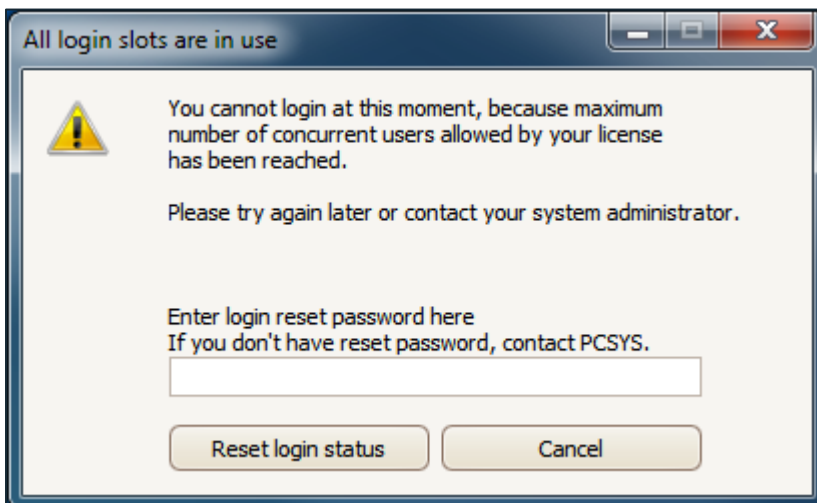 All login slots are in use
You cannot login at this moment, because maximum
number of concurrent users allowed by your license
has been reached.
Please try again later or contact your system administrator.
Enter login reset password here
If you don't have reset password, contact PCSYS.
Reset login status
Cancel